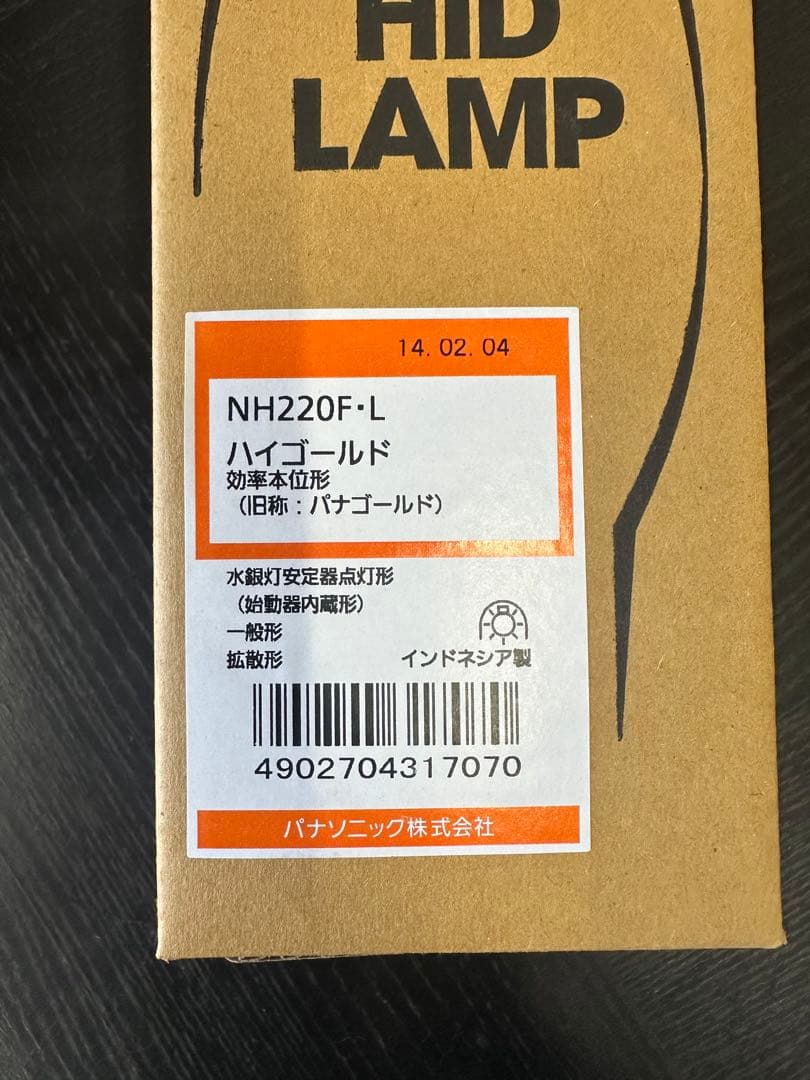 HID
LAMP
14. 02. 04
NH220F・L
ハイゴールド
効率本位形
(旧称：パナゴールド)
水銀灯安定器点灯形
(始動器内蔵形)
一般形
拡散形
インドネシア製
4902704317070
パナソニック株式会社